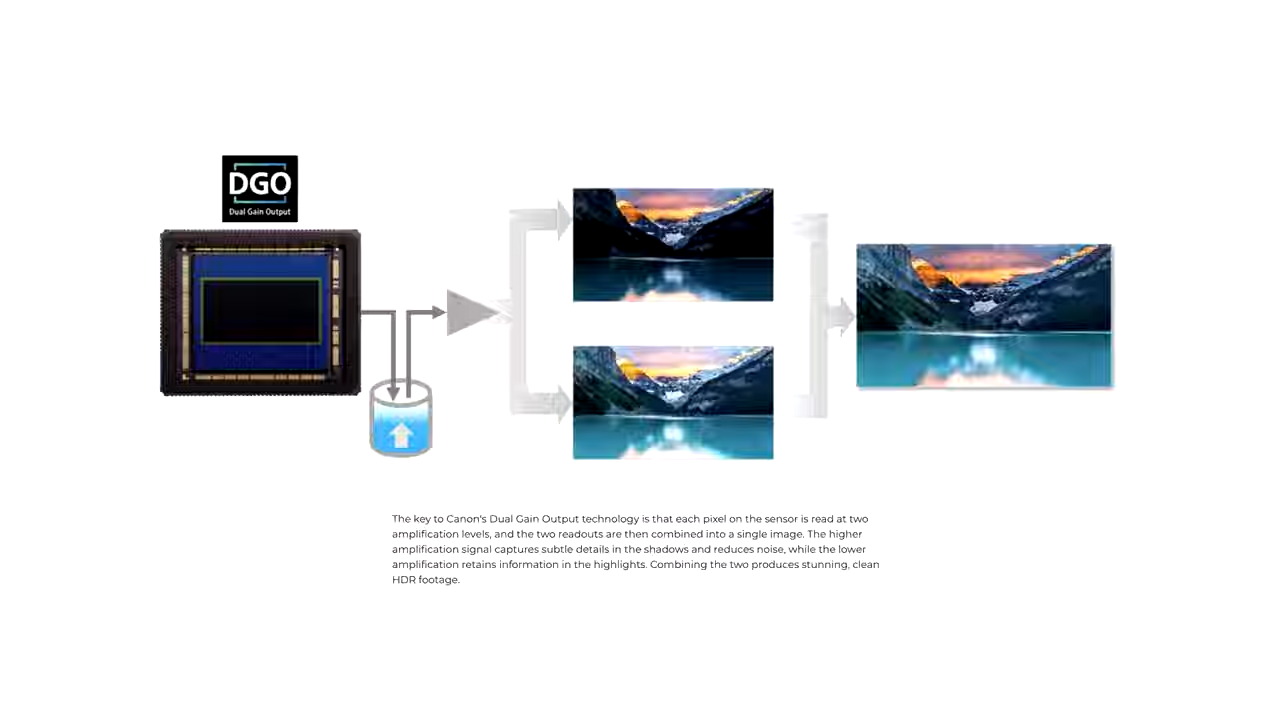 DGO
Dual Gain Output
The key to Canon's Dual Gain Output technology is that each pixel on the sensor is read at two
amplification levels, and the two readouts are then combined into a single image. The higher
amplification signal captures subtle details in the shadows and reduces noise, while the lower
amplification retains information in the highlights. Combining the two produces stunning, clean
HDR footage.